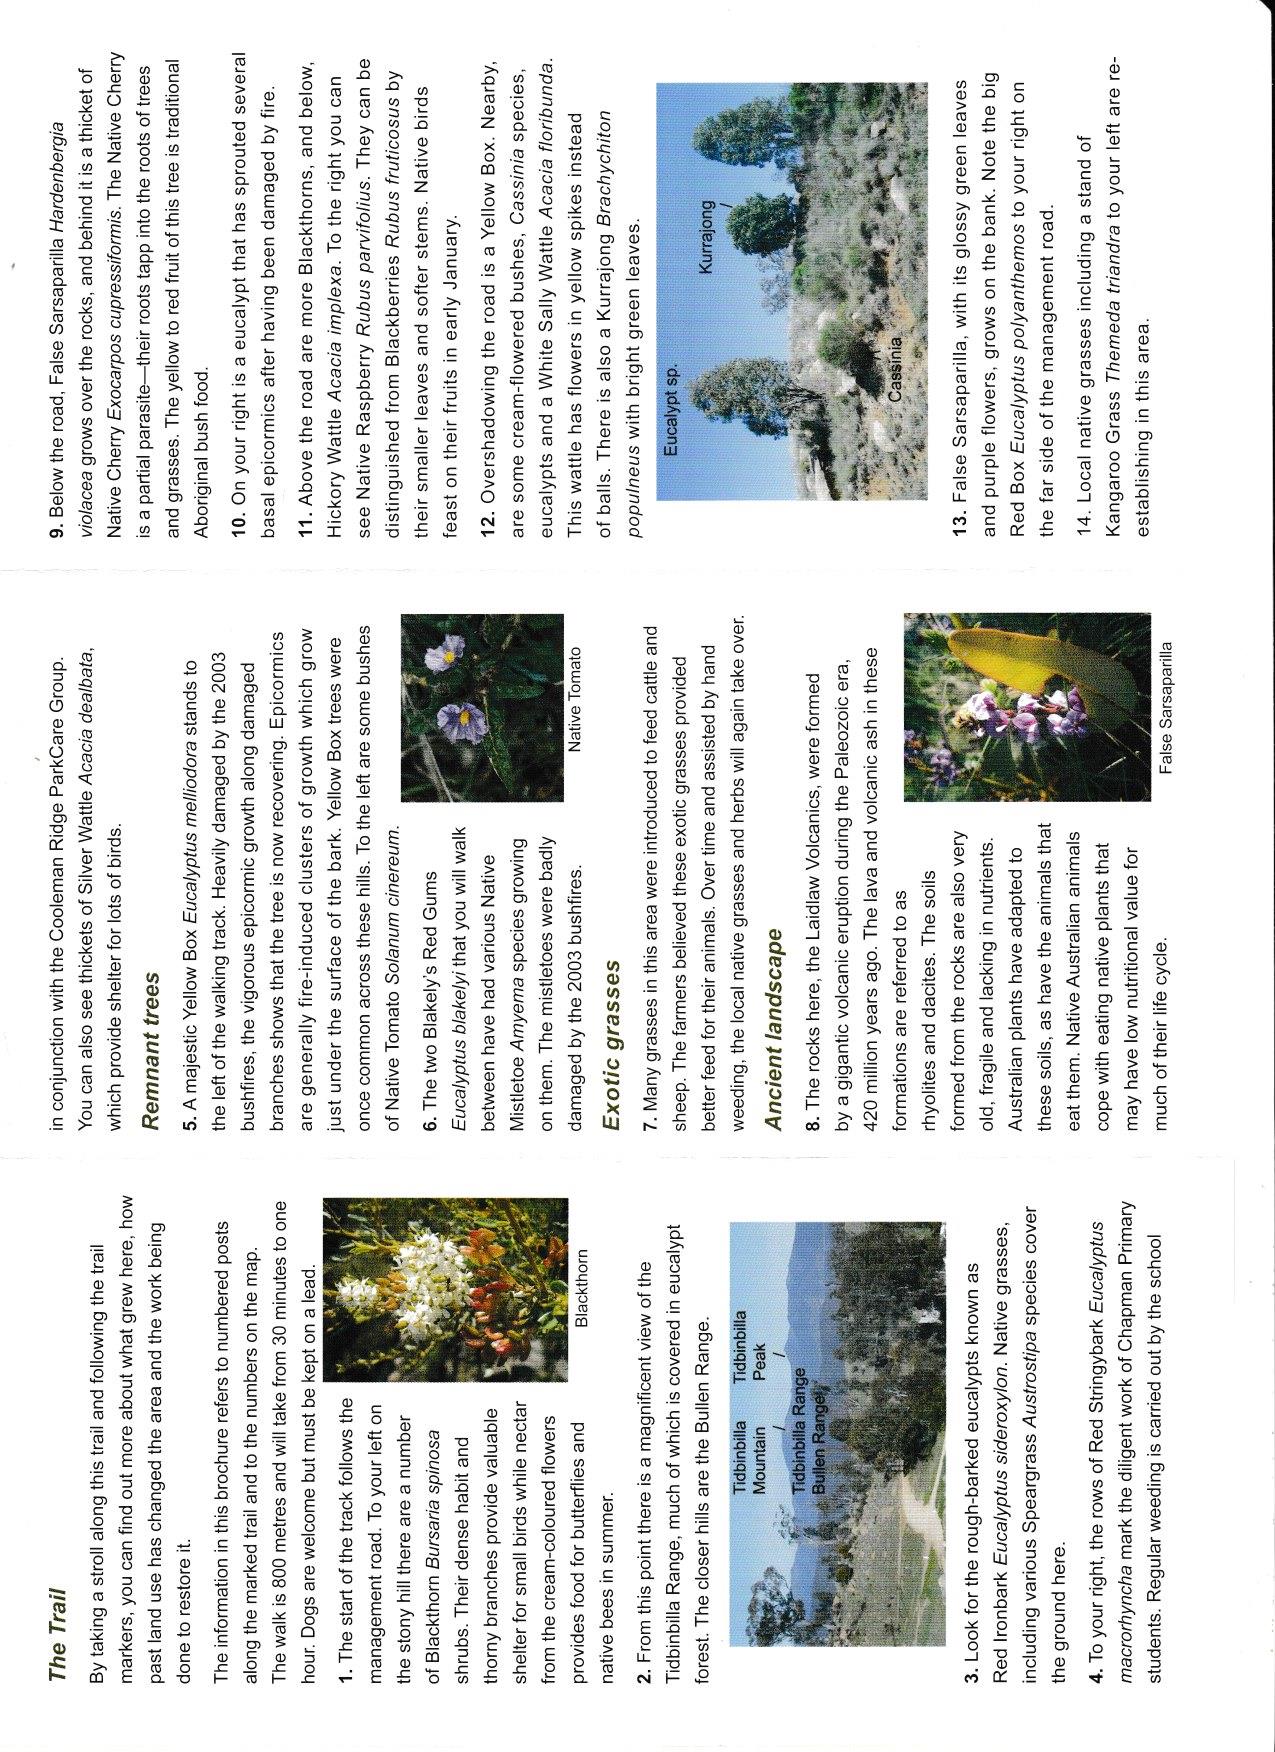 The Trail
By taking a stroll along this trail and following the trail
markers, you can find out more about what grew here, how
past land use has changed the area and the work being
done to restore it.
The information in this brochure refers to numbered posts
along the marked trail and to the numbers on the map.
The walk is 800 metres and will take from 30 minutes to one
hour. Dogs are welcome but must be kept on a lead.
1. The start of the track follows the
management road. To your left on
the stony hill there are a number
of Blackthorn Bursaria spinosa
shrubs. Their dense habit and
thorny branches provide valuable
shelter for small birds while nectar
from the cream-coloured flowers
provides food for butterflies and
native bees in summer.
Blackthorn
2. From this point there is a magnificent view of the
Tidbinbilla Range, much of which is covered in eucalypt
forest. The closer hills are the Bullen Range.
Tidbinbilla
Mountain
Tidbinbilla
Peak
Tidbinbilla Range
Bullen Range
3. Look for the rough-barked eucalypts known as
Red Ironbark Eucalyptus sideroxylon. Native grasses,
including various Speargrass Austrostipa species cover
the ground here.
4. To your right, the rows of Red Stringybark Eucalyptus
macrorhyncha mark the diligent work of Chapman Primary
students. Regular weeding is carried out by the school
in conjunction with the Cooleman Ridge ParkCare Group.
You can also see thickets of Silver Wattle Acacia dealbata,
which provide shelter for lots of birds.
Remnant trees
5. A majestic Yellow Box Eucalyptus melliodora stands to
the left of the walking track. Heavily damaged by the 2003
bushfires, the vigorous epicormic growth along damaged
branches shows that the tree is now recovering. Epicormics
are generally fire-induced clusters of growth which grow
just under the surface of the bark. Yellow Box trees were
once common across these hills. To the left are some bushes
of Native Tomato Solanum cinereum.
6. The two Blakely's Red Gums
Eucalyptus blakelyi that you will walk
between have had various Native
Mistletoe Amyema species growing
on them. The mistletoes were badly
damaged by the 2003 bushfires.
Native Tomato
Exotic grasses
7. Many grasses in this area were introduced to feed cattle and
sheep. The farmers believed these exotic grasses provided
better feed for their animals. Over time and assisted by hand
weeding, the local native grasses and herbs will again take over.
Ancient landscape
8. The rocks here, the Laidlaw Volcanics, were formed
by a gigantic volcanic eruption during the Paleozoic era,
420 million years ago. The lava and volcanic ash in these
formations are referred to as
rhyolites and dacites. The soils
formed from the rocks are also very
old, fragile and lacking in nutrients.
Australian plants have adapted to
these soils, as have the animals that
eat them. Native Australian animals
cope with eating native plants that
may have low nutritional value for
much of their life cycle.
False Sarsaparilla
9. Below the road, False Sarsaparilla Hardenbergia
violacea grows over the rocks, and behind it is a thicket of
Native Cherry Exocarpos cupressiformis. The Native Cherry
is a partial parasite—their roots tapp into the roots of trees
and grasses. The yellow to red fruit of this tree is traditional
Aboriginal bush food.
10. On your right is a eucalypt that has sprouted several
basal epicormics after having been damaged by fire.
11. Above the road are more Blackthorns, and below,
Hickory Wattle Acacia implexa. To the right you can
see Native Raspberry Rubus parvifolius. They can be
distinguished from Blackberries Rubus fruticosus by
their smaller leaves and softer stems. Native birds
feast on their fruits in early January.
12. Overshadowing the road is a Yellow Box. Nearby,
are some cream-flowered bushes, Cassinia species,
eucalypts and a White Sally Wattle Acacia floribunda.
This wattle has flowers in yellow spikes instead
of balls. There is also a Kurrajong Brachychiton
populneus with bright green leaves.
Eucalypt sp.
Kurrajong
Cassinia
13. False Sarsaparilla, with its glossy green leaves
and purple flowers, grows on the bank. Note the big
Red Box Eucalyptus polyanthemos to your right on
the far side of the management road.
14. Local native grasses including a stand of
Kangaroo Grass Themeda triandra to your left are re-
establishing in this area.